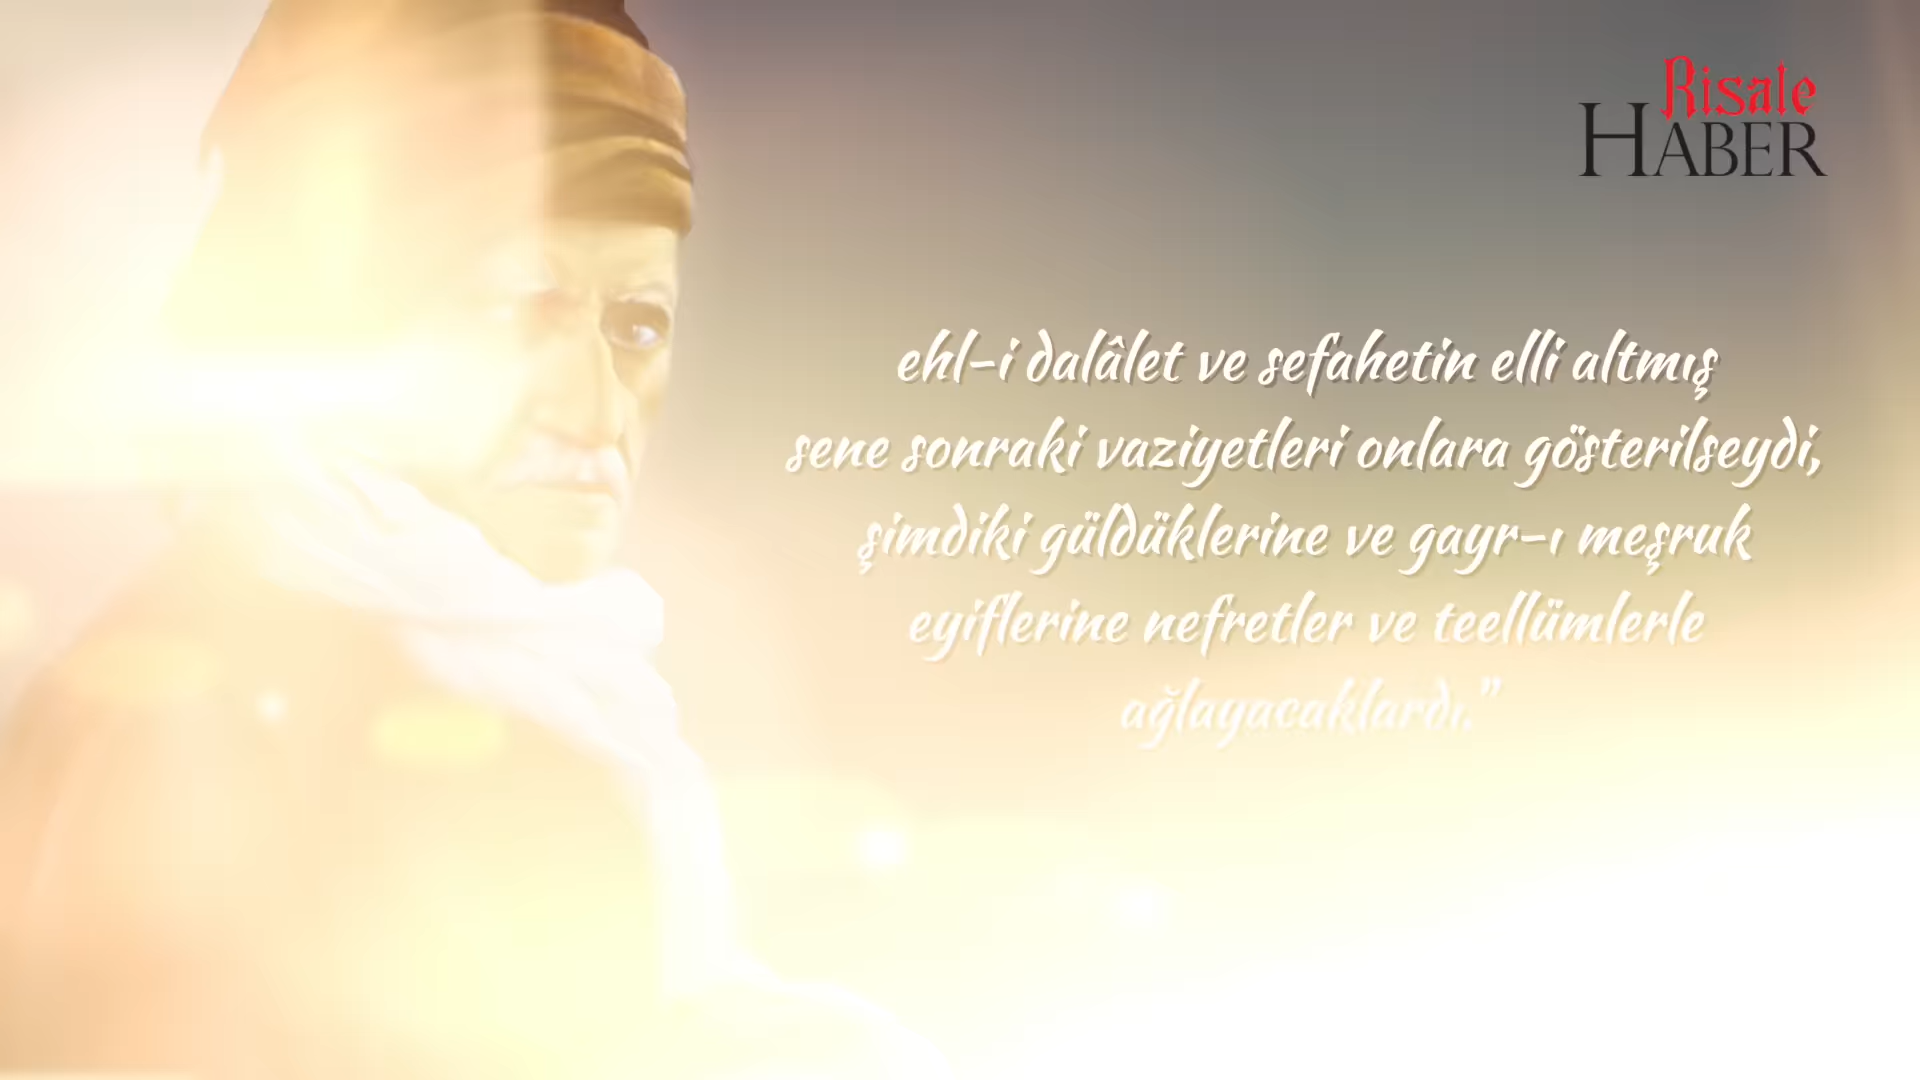 Risale
HABER
ehl-i dalâlet ve sefahetin elli altmış
sene sonraki vaziyetleri onlara gösterilseydi,
şimdiki güldüklerine ve gayr-ı meşruk
eyiflerine nefretler ve teellümlerle
ağlayacaklardı."